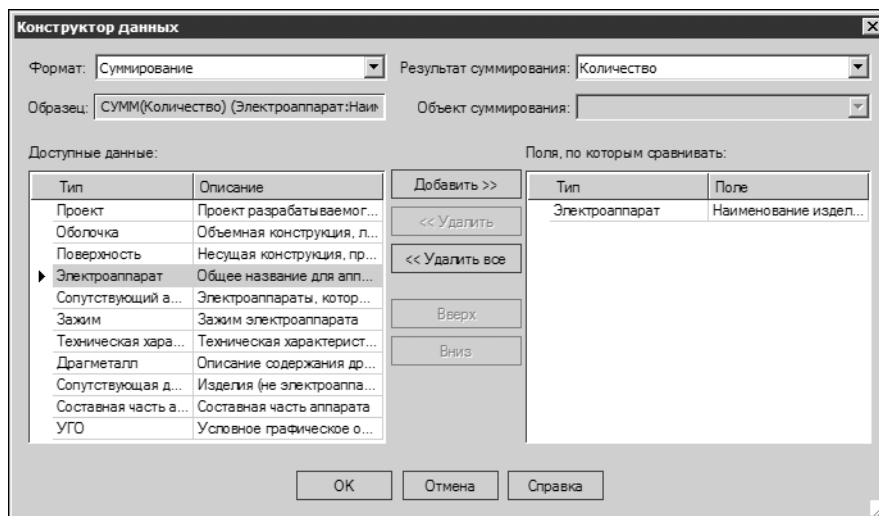 Конструктор данных
Формат: Суммирование Результат суммирования: Количество
Образец: СУММ(Количество) (Электроаппарат:Наим Объект суммирования:
Доступные данные: Поля, по которым сравнивать:
Тип Описание Добавить >> Тип Поле
Проект Проект разрабатываемог... Электроаппарат Наименование издел...
Оболочка Объемная конструкция, л... << Удалить
Поверхность Несущая конструкция, пр... << Удалить все
Электроаппарат Общее название для апп...
Сопутствующий а... Электроаппараты, котор...
Зажим Зажим электроаппарата Вверх
Техническая хара... Техническая характерист...
Драгметалл Описание содержания др... Вниз
Сопутствующая д... Изделия (не электроаппа...
Составная часть а... Составная часть аппарата
УГО Условное графическое о...
OK Отмена Справка